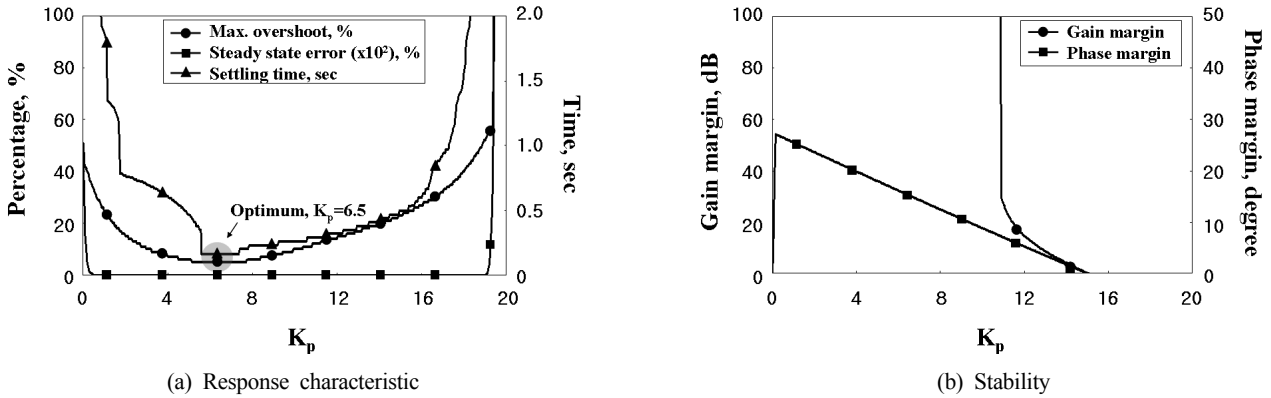 Percentage, %
100
80
60
40
20
0
Max. overshoot, %
Steady state error (x10²), %
Settling time, sec
Optimum, Kp=6.5
2.0
1.5
1.0
0.5
0
Time, sec
0 4 8 12 16 20
Kp
(a) Response characteristic
Gain margin, dB
100
80
60
40
20
0
Gain margin
Phase margin
50
40
30
20
10
0
Phase margin, degree
0 4 8 12 16 20
Kp
(b) Stability